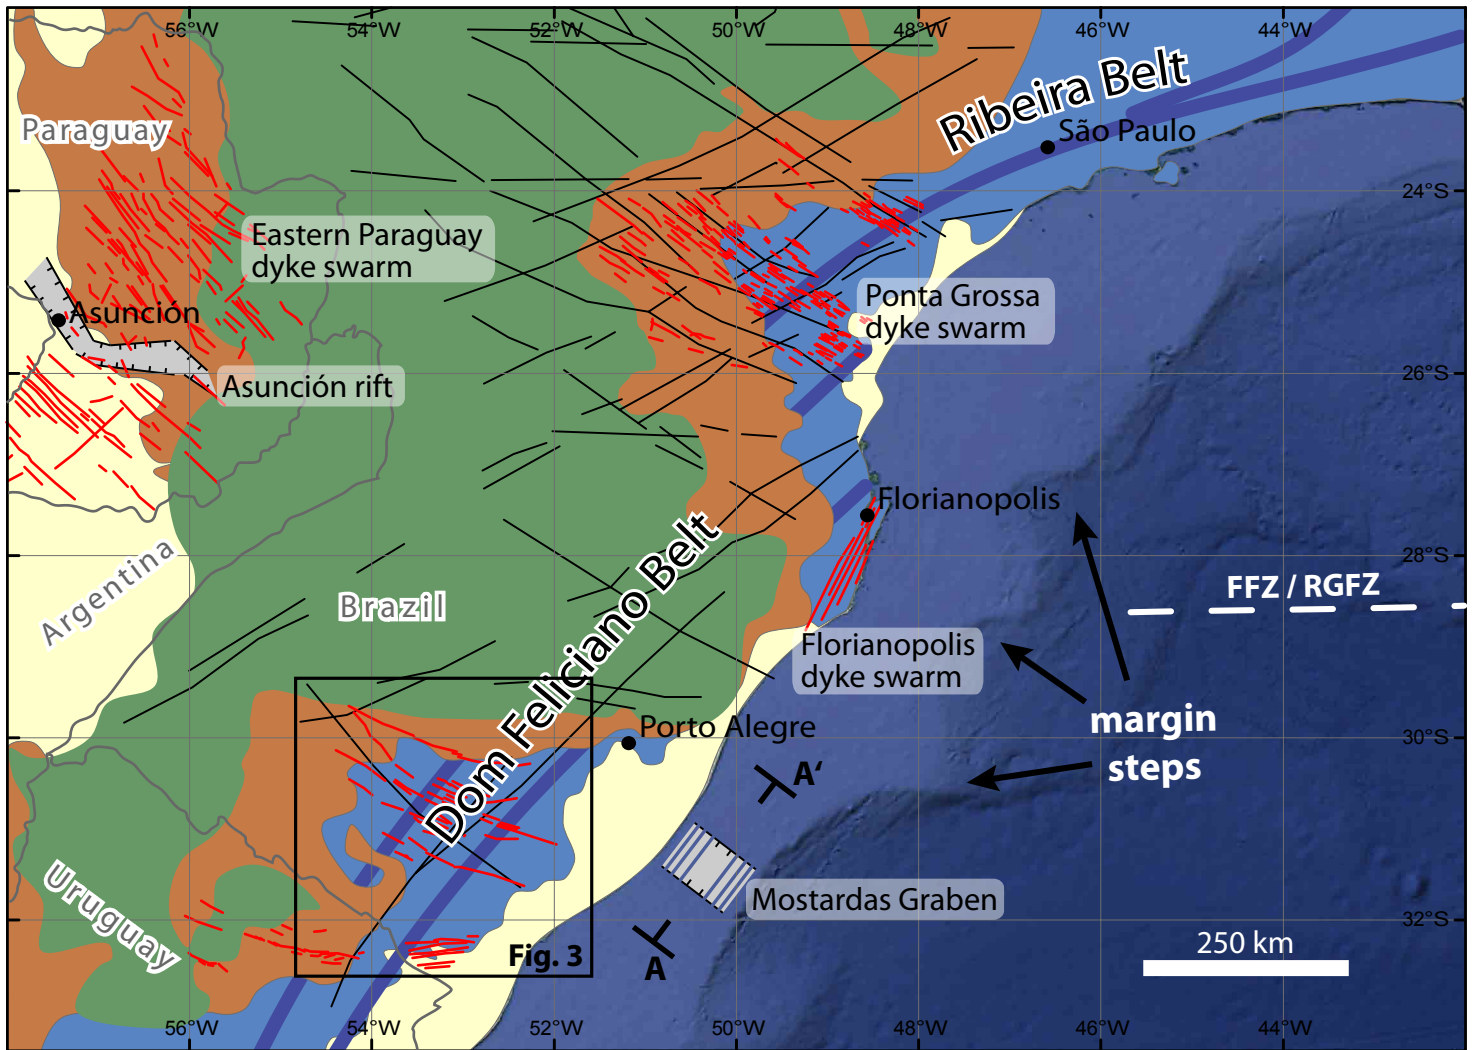 56°W
54°W
52°W
50°W
48°W
46°W
44°W
Ribeira Belt
São Paulo
Paraguay
24°S
Eastern Paraguay
dyke swarm
Ponta Grossa
dyke swarm
Asunción
Asunción rift
26°S
Florianopolis
28°S
FFZ / RGFZ
Argentina
Brazil
Dom Feliciano Belt
Florianopolis
dyke swarm
margin
steps
Porto Alegre
30°S
A'
Mostardas Graben
Uruguay
32°S
Fig. 3
A
250 km
56°W
54°W
52°W
50°W
48°W
46°W
44°W